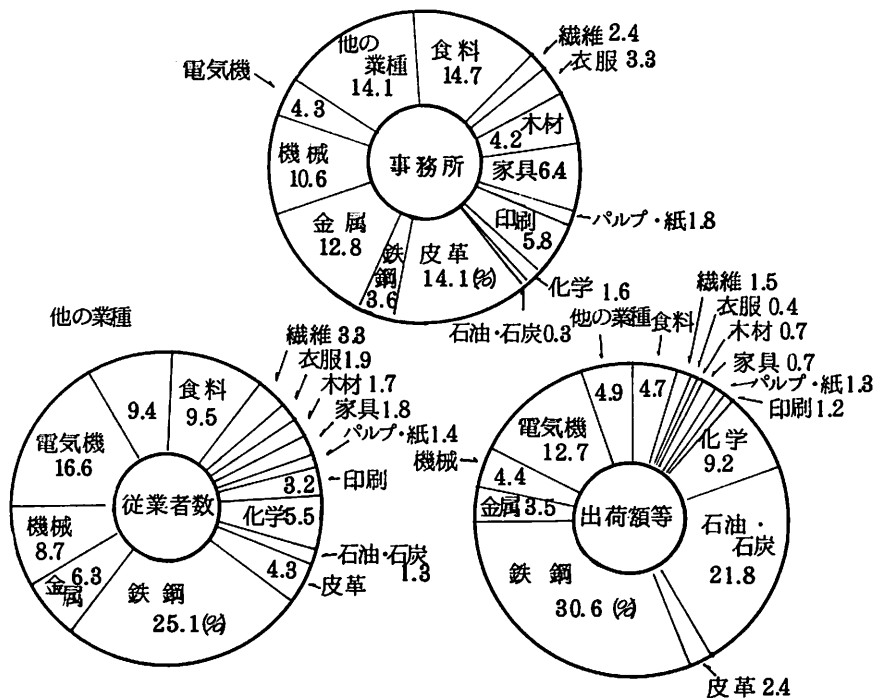 他の業種 14.1
食料 14.7
繊維 2.4
衣服 3.3
木材 4.2
家具 6.4
パルプ・紙 1.8
印刷 5.8
化学 1.6
石油・石炭 0.3
皮革 14.1(%)
鉄鋼 3.6
金属 12.8
機械 10.6
電気機 4.3
事務所
他の業種 9.4
食料 9.5
繊維 3.3
衣服 1.9
木材 1.7
家具 1.8
パルプ・紙 1.4
印刷 3.2
化学 5.5
石油・石炭 1.3
皮革 4.3
鉄鋼 25.1(%)
金属 6.3
機械 8.7
電気機 16.6
従業者数
他の業種 4.9
食料 4.7
繊維 1.5
衣服 0.4
木材 0.7
家具 0.7
パルプ・紙 1.3
印刷 1.2
化学 9.2
石油・石炭 21.8
皮革 2.4
鉄鋼 30.6(%)
金属 3.5
機械 4.4
電気機 12.7
出荷額等